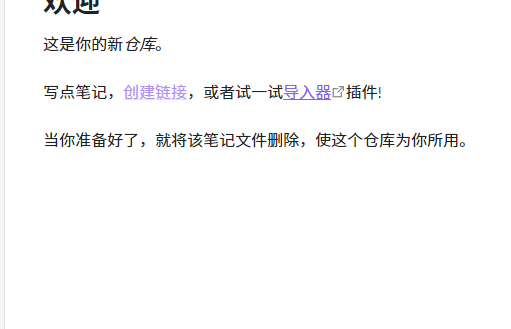 欢迎
这是你的新仓库。
写点笔记，创建链接，或者试一试导入器插件!
当你准备好了，就将该笔记文件删除，使这个仓库为你所用。